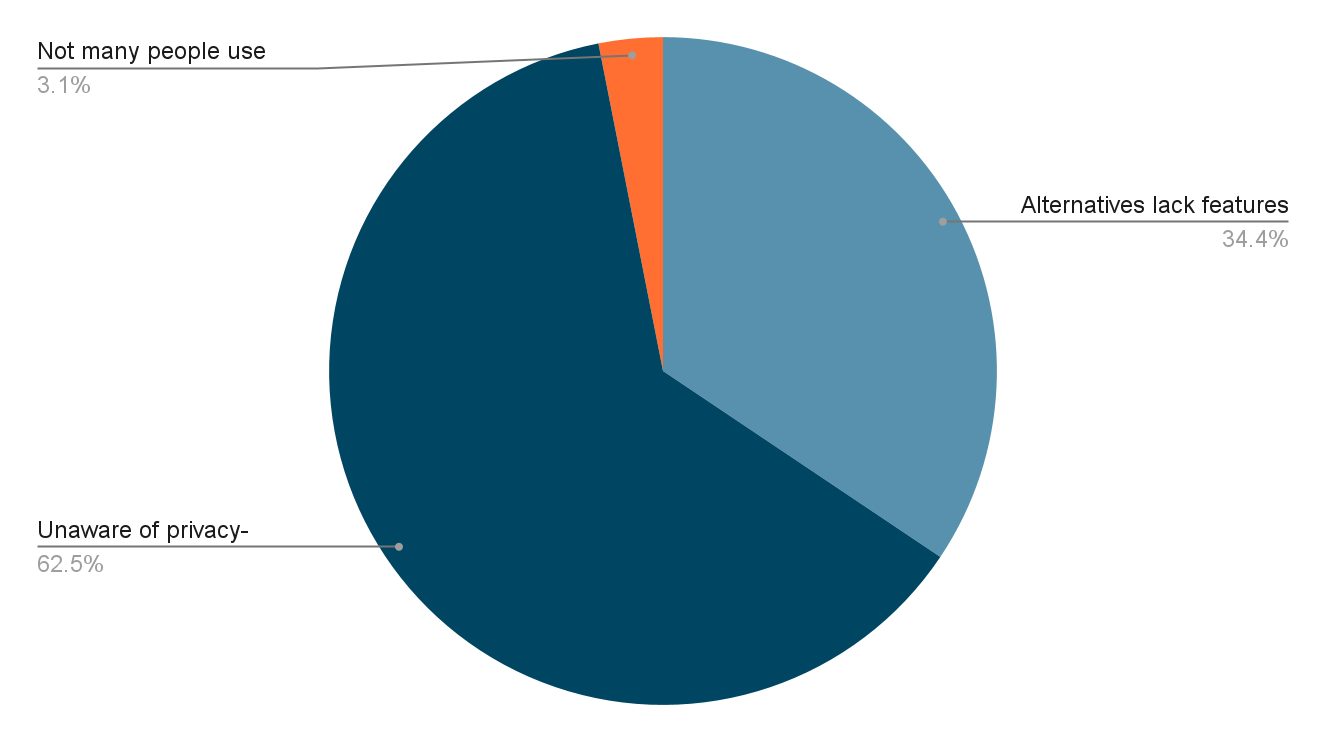 Not many people use
3.1%
Alternatives lack features
34.4%
Unaware of privacy-
62.5%